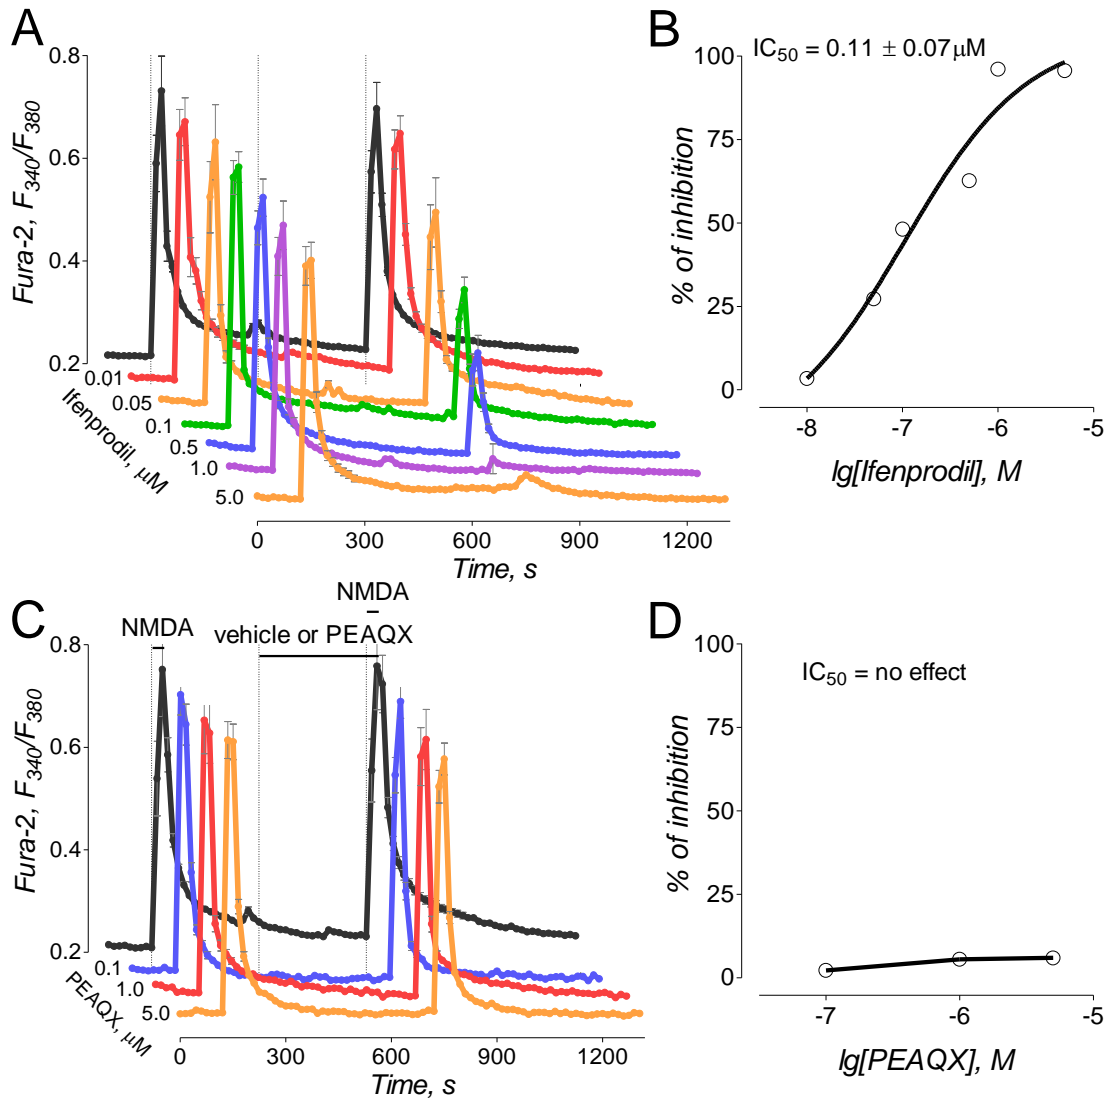 A
0.8
0.6
0.4
0.2
Fura-2, F340/F380
0.01
0.05
0.1
0.5
1.0
5.0
Ifenprodil, μM
0
300
600
900
1200
Time, s
B
IC50 = 0.11 ± 0.07 μM
100
75
50
25
0
% of inhibition
-8
-7
-6
-5
lg[Ifenprodil], M
C
NMDA
NMDA
vehicle or PEAQX
0.8
0.6
0.4
0.2
Fura-2, F340/F380
0.1
1.0
5.0
PEAQX, μM
0
300
600
900
1200
Time, s
D
IC50 = no effect
100
75
50
25
0
% of inhibition
-7
-6
-5
lg[PEAQX], M